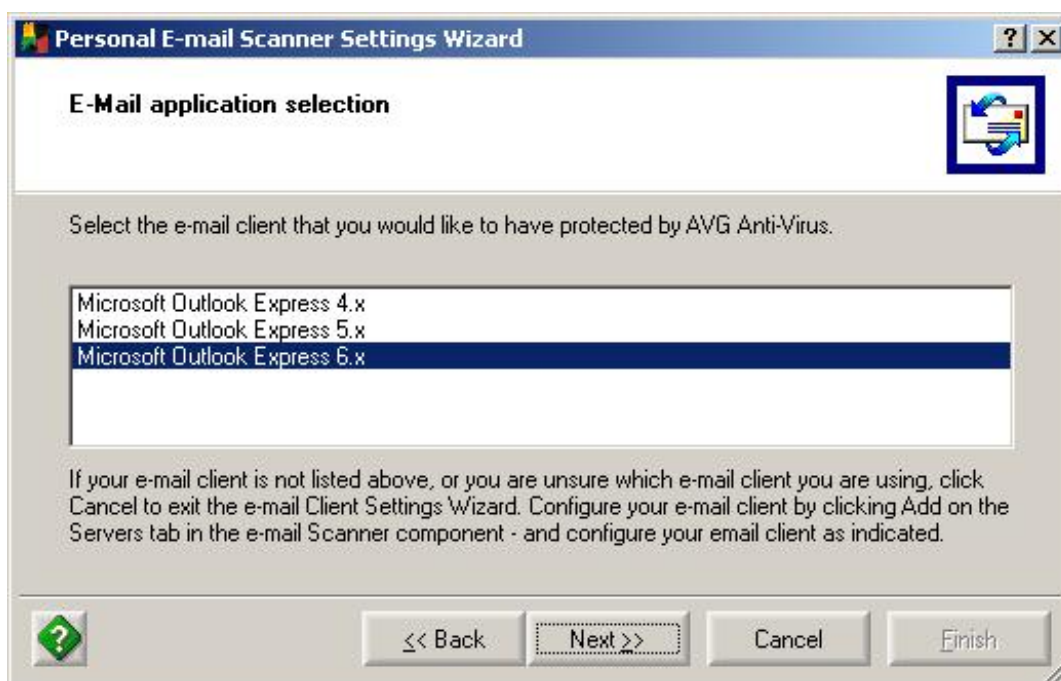 Personal E-mail Scanner Settings Wizard
E-Mail application selection
Select the e-mail client that you would like to have protected by AVG Anti-Virus.
Microsoft Outlook Express 4.x
Microsoft Outlook Express 5.x
Microsoft Outlook Express 6.x
If your e-mail client is not listed above, or you are unsure which e-mail client you are using, click
Cancel to exit the e-mail Client Settings Wizard. Configure your e-mail client by clicking Add on the
Servers tab in the e-mail Scanner component - and configure your email client as indicated.
<< Back
Next >>
Cancel
Finish